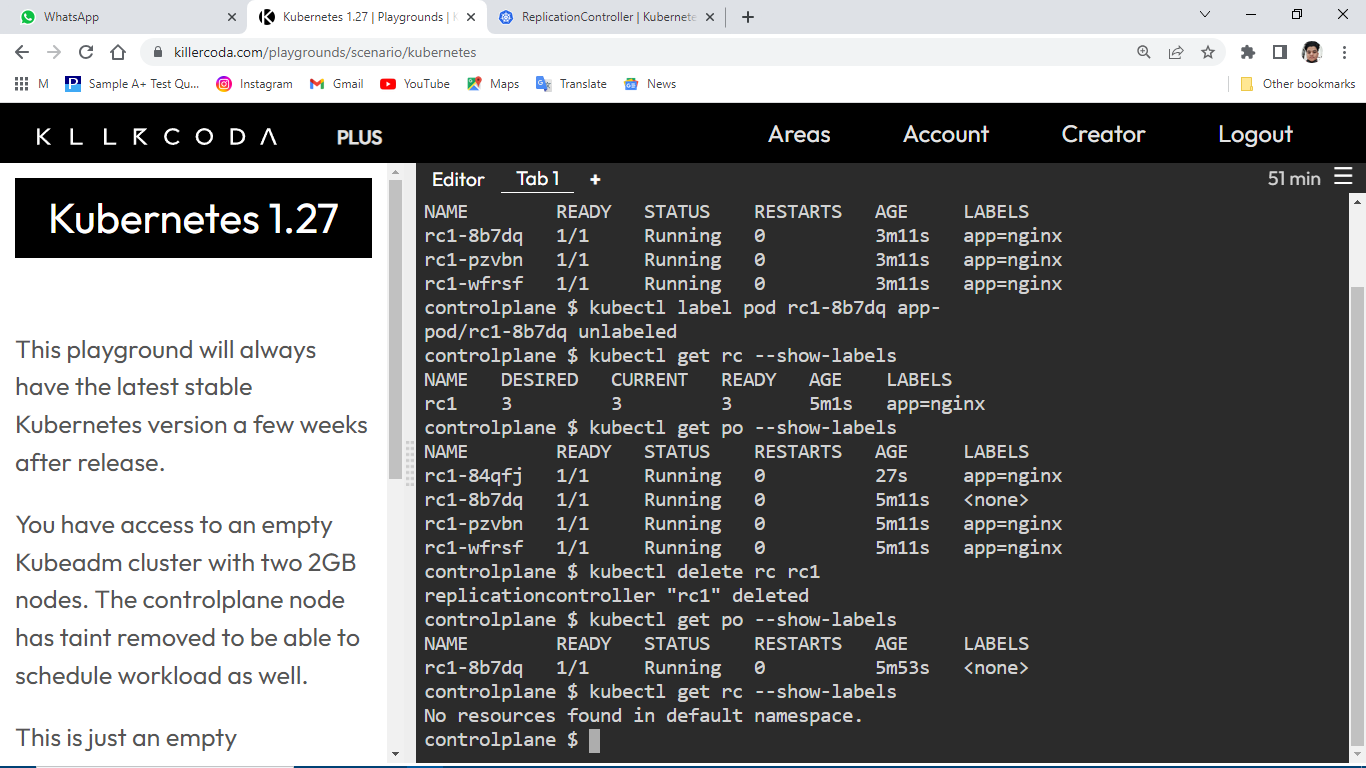 WhatsApp
Kubernetes 1.27 | Playgrounds |
ReplicationController | Kubernete
killercoda.com/playgrounds/scenario/kubernetes
M Sample A+ Test Qu... Instagram Gmail YouTube Maps Translate News Other bookmarks
KLLRCODA PLUS Areas Account Creator Logout
Kubernetes 1.27
This playground will always
have the latest stable
Kubernetes version a few weeks
after release.
You have access to an empty
Kubeadm cluster with two 2GB
nodes. The controlplane node
has taint removed to be able to
schedule workload as well.
This is just an empty
Editor Tab 1 + 51 min
NAME READY STATUS RESTARTS AGE LABELS
rc1-8b7dq 1/1 Running 0 3m11s app=nginx
rc1-pzvbn 1/1 Running 0 3m11s app=nginx
rc1-wfrsf 1/1 Running 0 3m11s app=nginx
controlplane $ kubectl label pod rc1-8b7dq app-
pod/rc1-8b7dq unlabeled
controlplane $ kubectl get rc --show-labels
NAME DESIRED CURRENT READY AGE LABELS
rc1 3 3 3 5m1s app=nginx
controlplane $ kubectl get po --show-labels
NAME READY STATUS RESTARTS AGE LABELS
rc1-84qfj 1/1 Running 0 27s app=nginx
rc1-8b7dq 1/1 Running 0 5m11s <none>
rc1-pzvbn 1/1 Running 0 5m11s app=nginx
rc1-wfrsf 1/1 Running 0 5m11s app=nginx
controlplane $ kubectl delete rc rc1
replicationcontroller "rc1" deleted
controlplane $ kubectl get po --show-labels
NAME READY STATUS RESTARTS AGE LABELS
rc1-8b7dq 1/1 Running 0 5m53s <none>
controlplane $ kubectl get rc --show-labels
No resources found in default namespace.
controlplane $